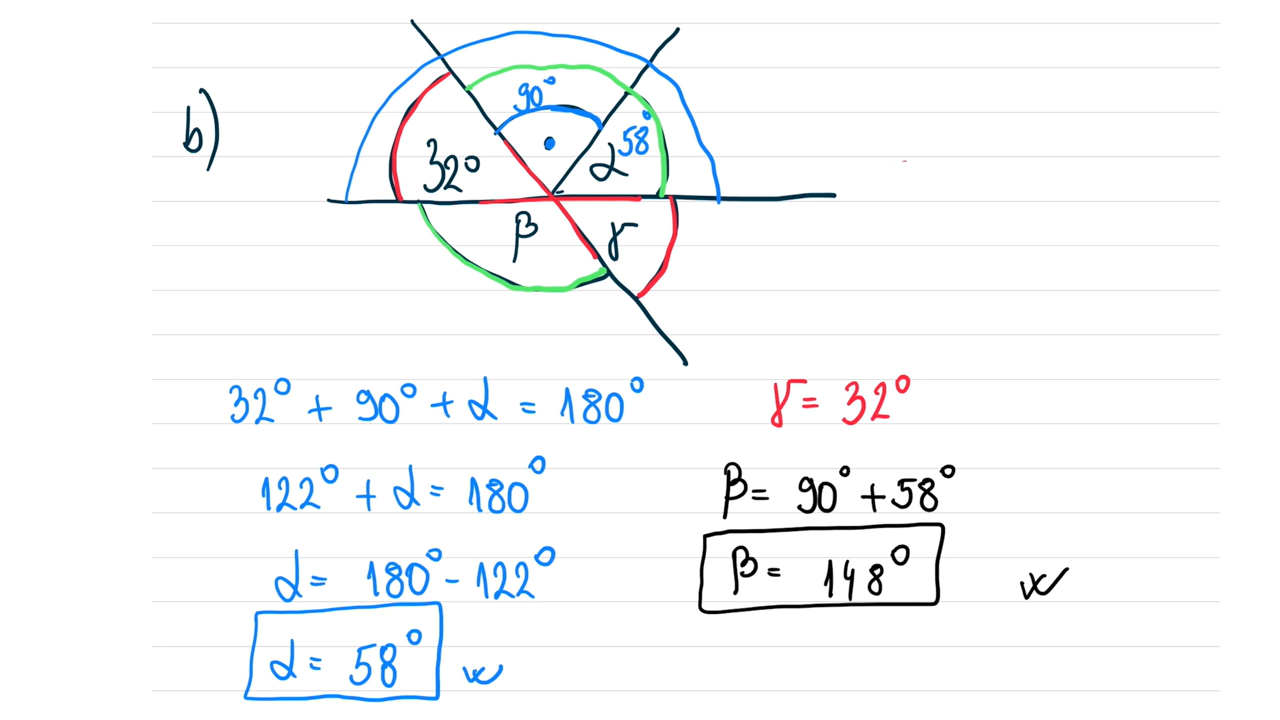 b)
90°
32°
α 58°
β
γ
32° + 90° + α = 180°
122° + α = 180°
α = 180° - 122°
α = 58°
γ = 32°
β = 90° + 58°
β = 148°